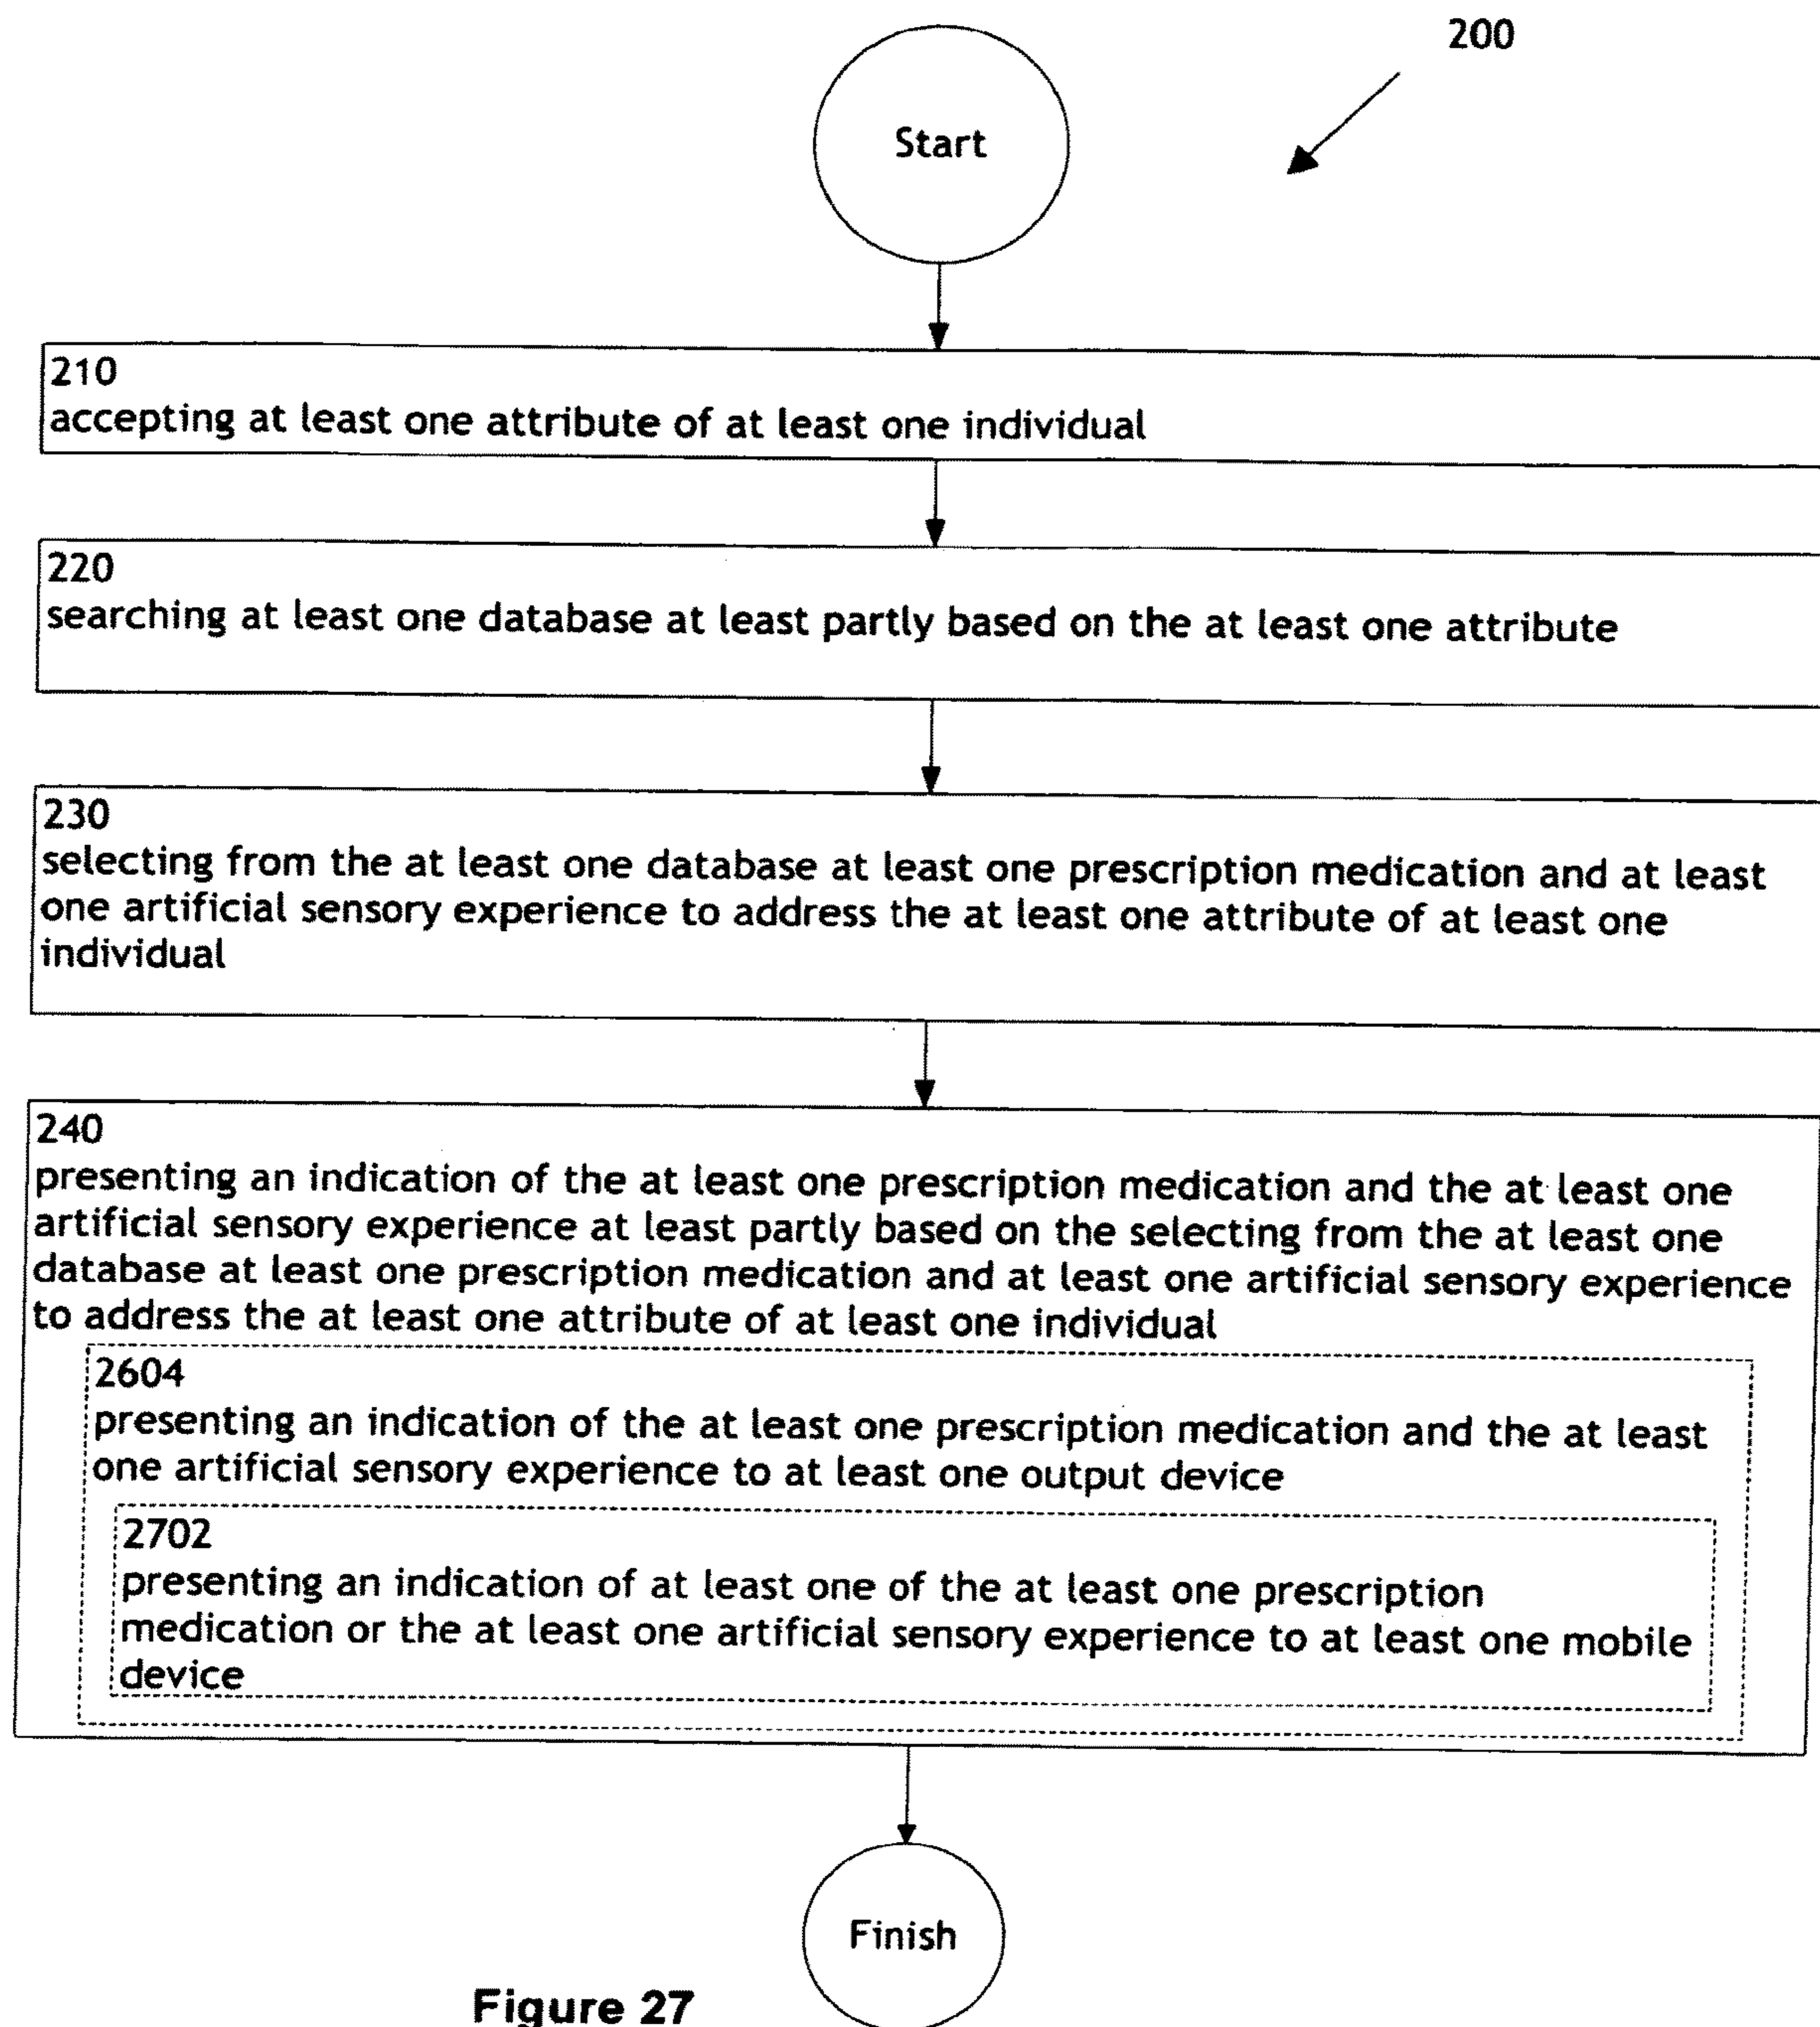 200
Start
210
accepting at least one attribute of at least one individual
220
searching at least one database at least partly based on the at least one attribute
230
selecting from the at least one database at least one prescription medication and at least
one artificial sensory experience to address the at least one attribute of at least one
individual
240
presenting an indication of the at least one prescription medication and the at least one
artificial sensory experience at least partly based on the selecting from the at least one
database at least one prescription medication and at least one artificial sensory experience
to address the at least one attribute of at least one individual
2604
presenting an indication of the at least one prescription medication and the at least
one artificial sensory experience to at least one output device
2702
presenting an indication of at least one of the at least one prescription
medication or the at least one artificial sensory experience to at least one mobile
device
Finish
Figure 27